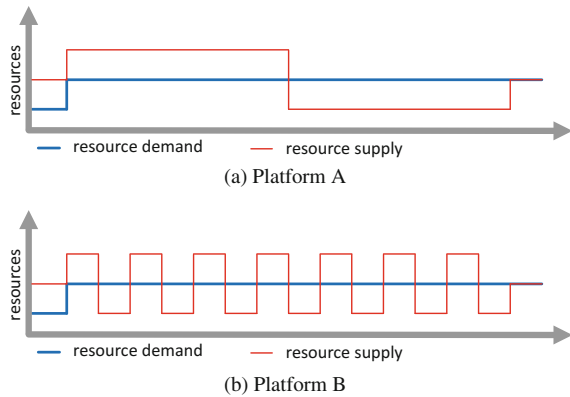 resources
resource demand resource supply
(a) Platform A
resources
resource demand resource supply
(b) Platform B